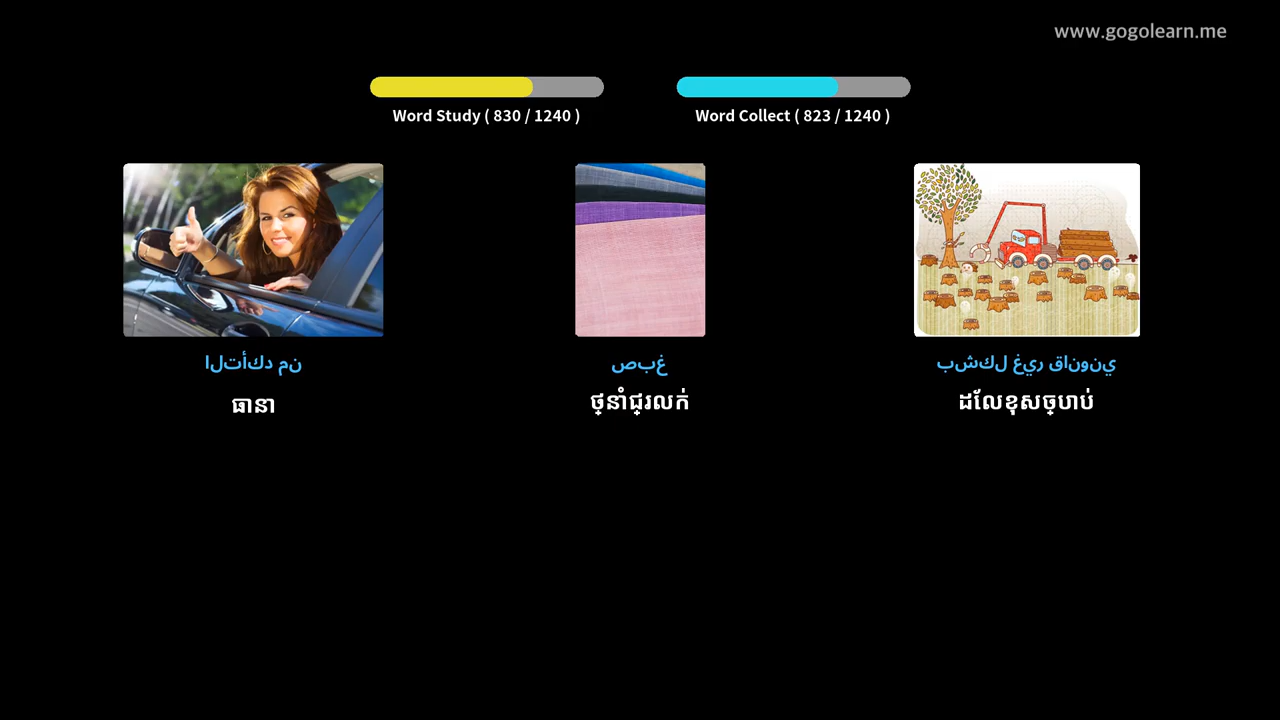 www.gogolearn.me
Word Study ( 830 / 1240 )
Word Collect ( 823 / 1240 )
التأكد من
صبغ
بشكل غير قانوني
ធានា
ថ្នាំជ្រលក់
ដែលខុសច្បាប់